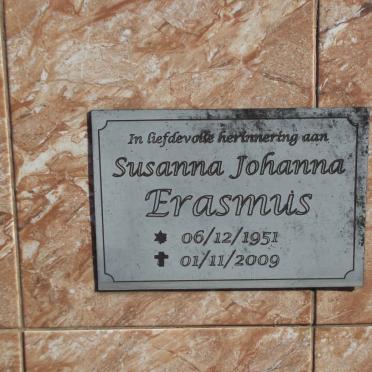 In liefdevolle herinnering aan
Susanna Johanna
Erasmus
06/12/1951
01/11/2009